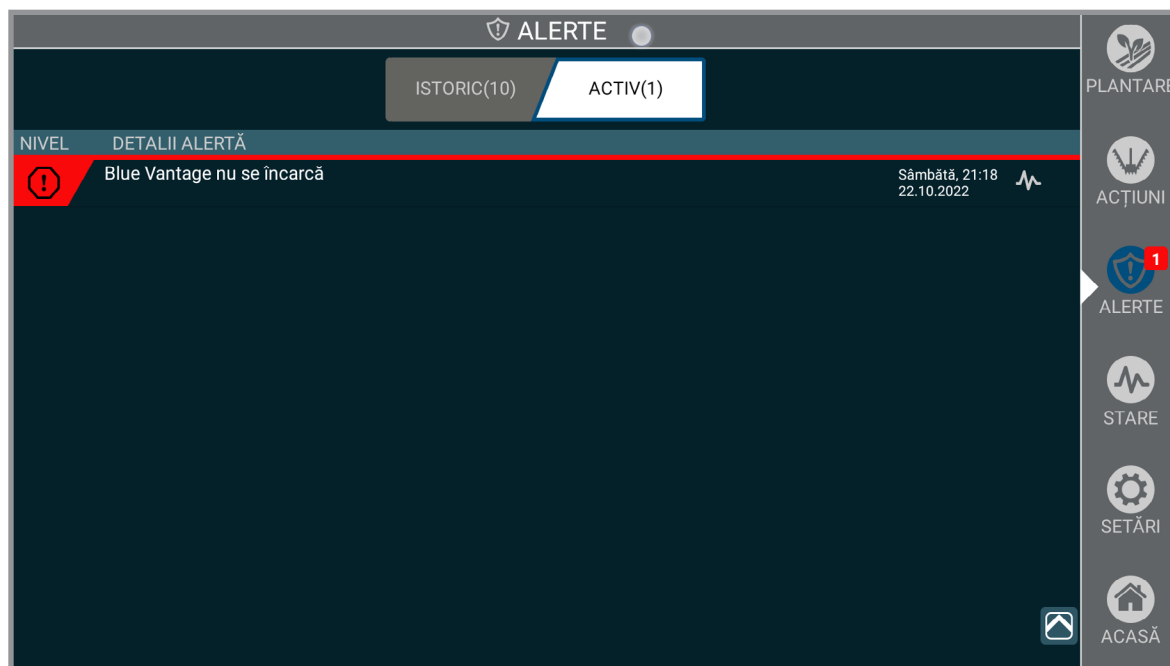 ALERTE
ISTORIC(10)
ACTIV(1)
NIVEL DETALII ALERTĂ
Blue Vantage nu se încarcă
Sâmbătă, 21:18
22.10.2022
PLANTARE
ACȚIUNI
1
ALERTE
STARE
SETĂRI
ACASĂ